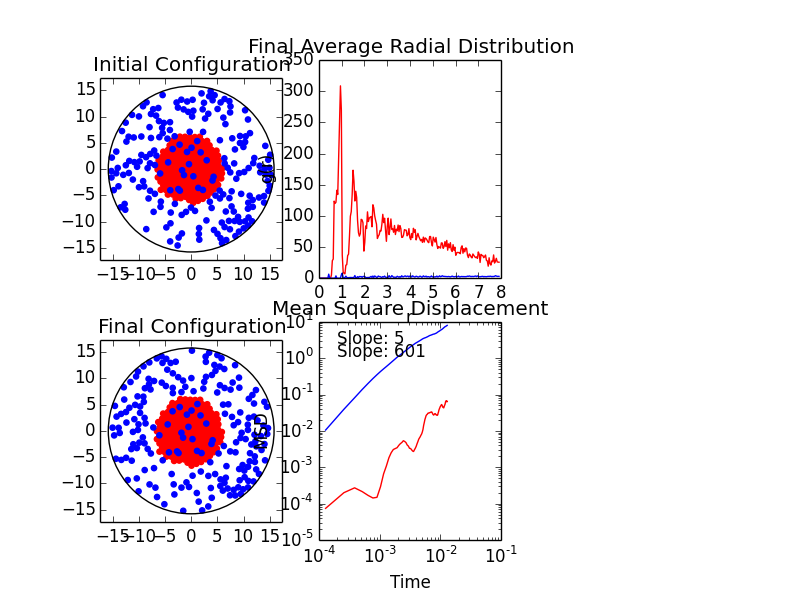 Initial Configuration
15
10
5
0
−5
−10
−15
−15 −10 −5 0 5 10 15
Final Average Radial Distribution
g(r)
350
300
250
200
150
100
50
0
0 1 2 3 4 5 6 7 8
r
Final Configuration
15
10
5
0
−5
−10
−15
−15 −10 −5 0 5 10 15
Mean Square Displacement
MSD
10^1
10^0
10^-1
10^-2
10^-3
10^-4
10^-5
Slope: 5
Slope: 601
10^-4 10^-3 10^-2 10^-1
Time